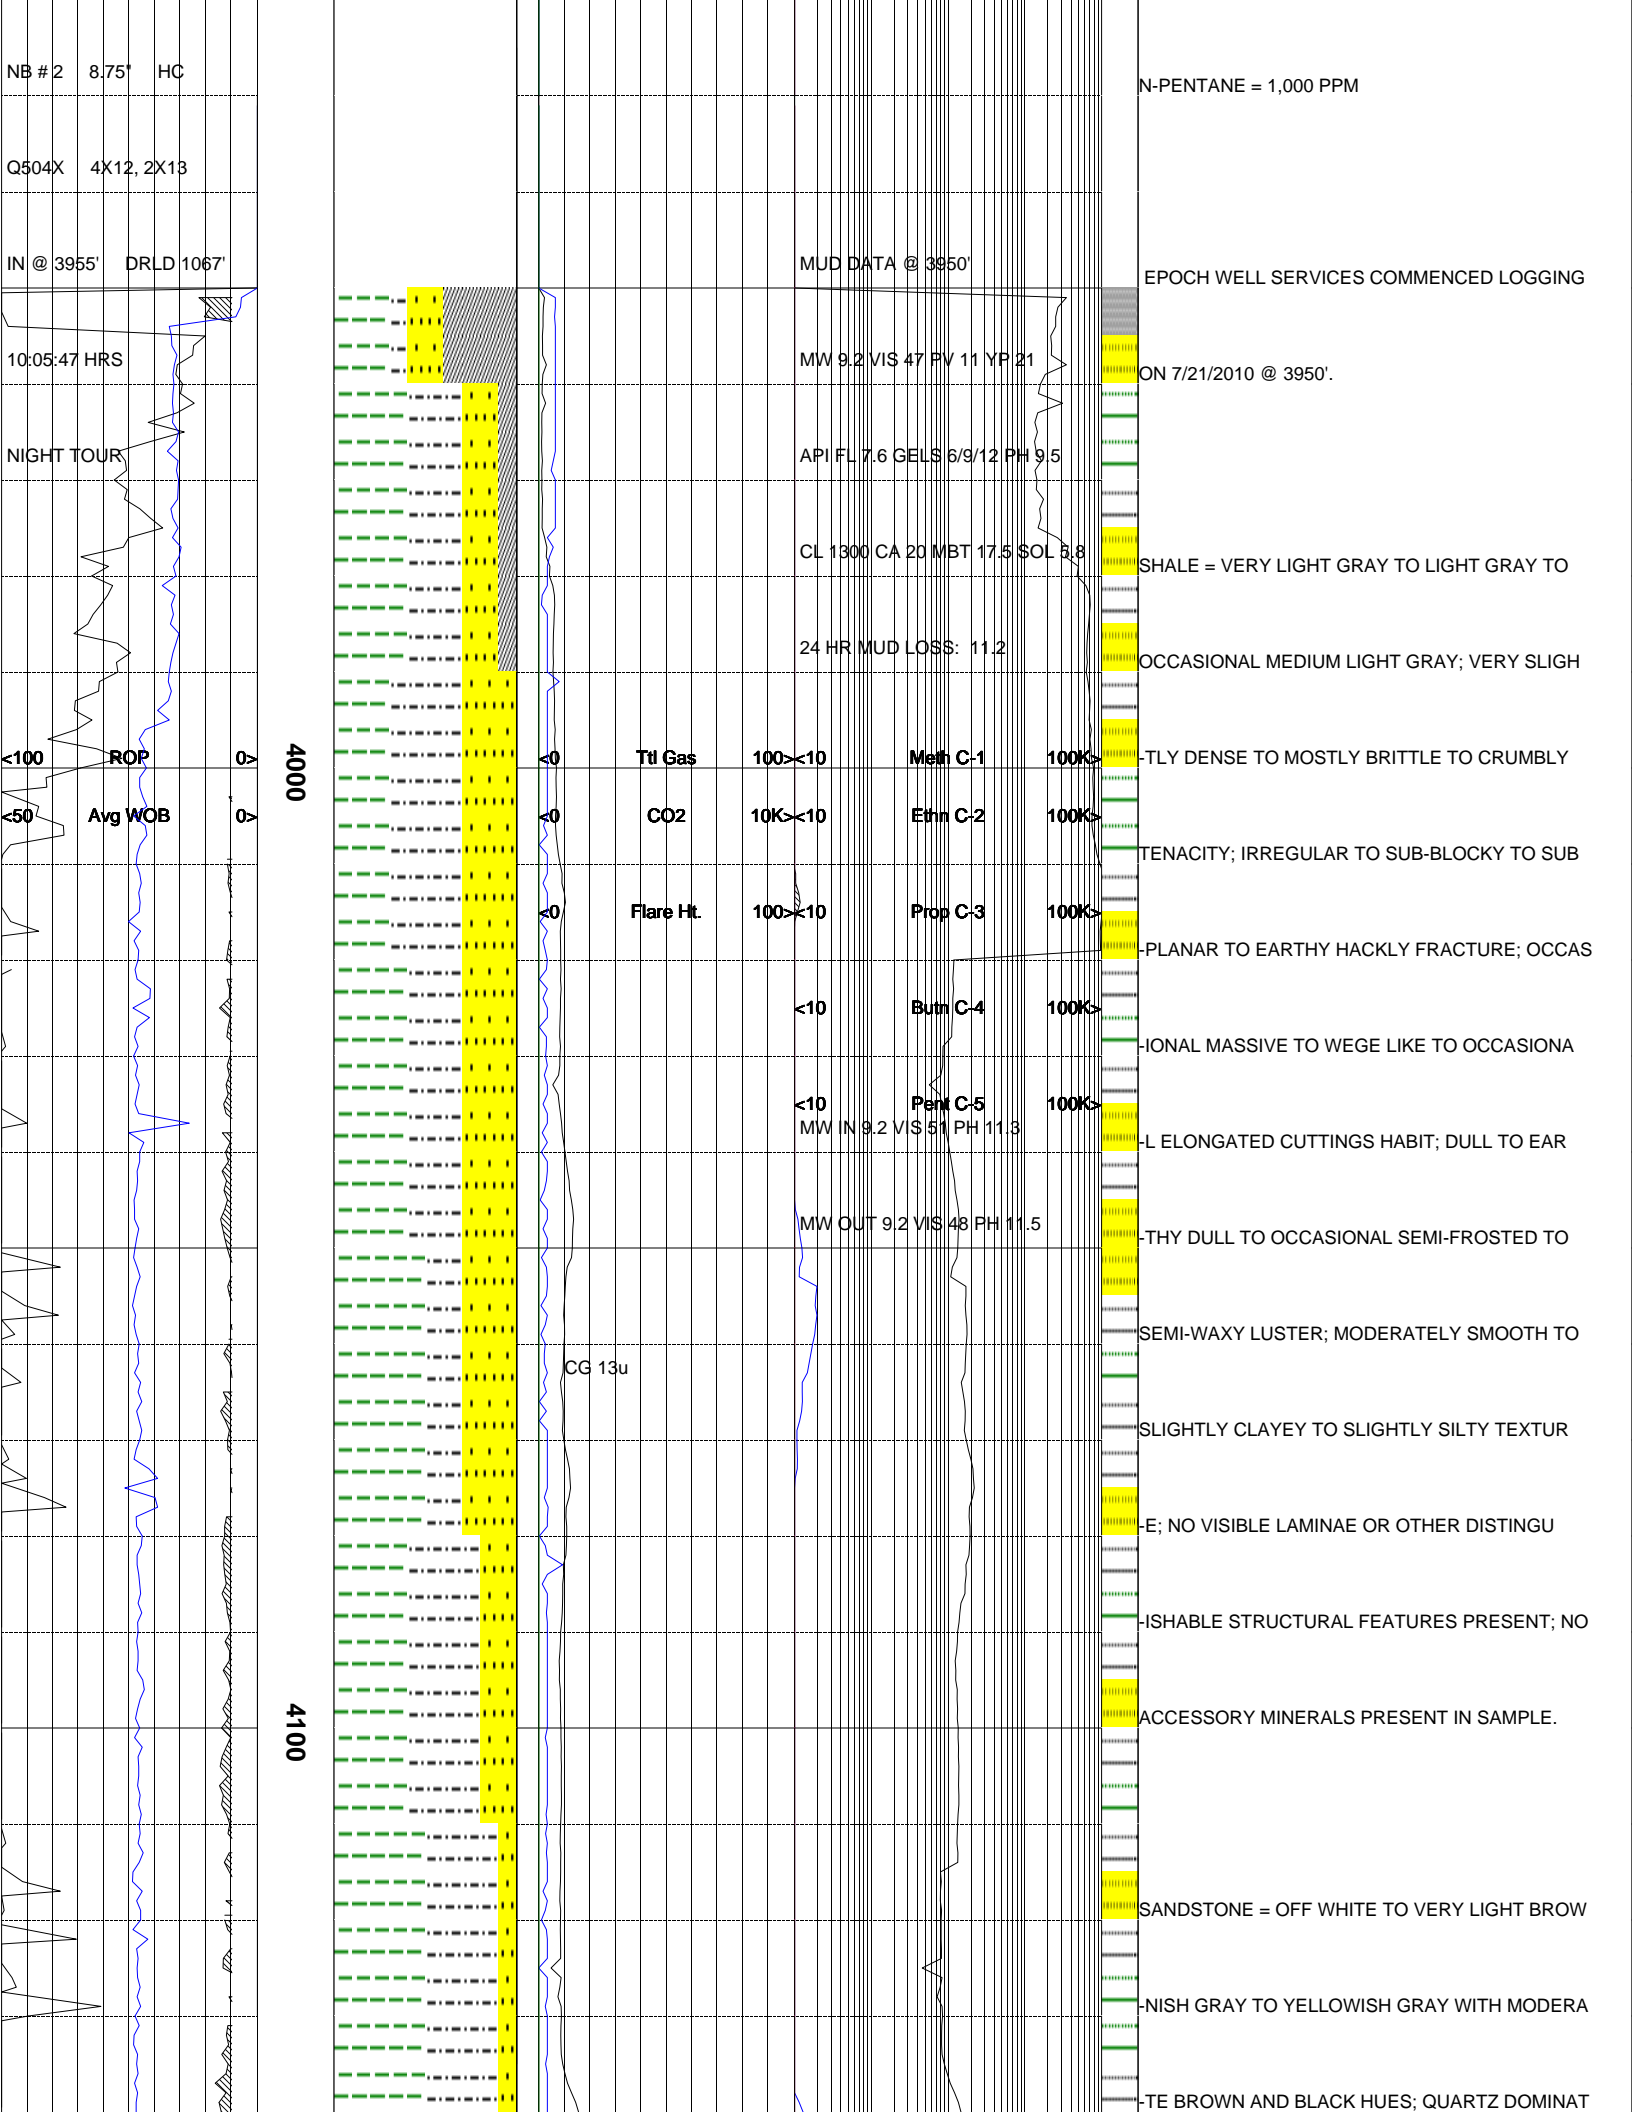 NB # 2 8.75" HC
N-PENTANE = 1,000 PPM
Q504X 4X12, 2X13
IN @ 3955' DRLD 1067'
MUD DATA @ 3950'
EPOCH WELL SERVICES COMMENCED LOGGING
10:05:47 HRS
MW 9.2 VIS 47 PV 11 YP 21
ON 7/21/2010 @ 3950'.
NIGHT TOUR
API FL 7.6 GELS 6/9/12 PH 9.5
CL 1300 CA 20 MBT 17.5 SOL 5.8
SHALE = VERY LIGHT GRAY TO LIGHT GRAY TO
24 HR MUD LOSS: 11.2
OCCASIONAL MEDIUM LIGHT GRAY; VERY SLIGH
<100 ROP 0>
4000
<0 Ttl Gas 100>
<10 Meth C-1 100K>
-TLY DENSE TO MOSTLY BRITTLE TO CRUMBLY
<50 Avg WOB 0>
<0 CO2 10K>
<10 Ethn C-2 100K>
TENACITY; IRREGULAR TO SUB-BLOCKY TO SUB
<0 Flare Ht. 100>
<10 Prop C-3 100K>
-PLANAR TO EARTHY HACKLY FRACTURE; OCCAS
<10 Butn C-4 100K>
-IONAL MASSIVE TO WEGE LIKE TO OCCASIONA
<10 Pent C-5 100K>
MW IN 9.2 VIS 51 PH 11.3
-L ELONGATED CUTTINGS HABIT; DULL TO EAR
MW OUT 9.2 VIS 48 PH 11.5
-THY DULL TO OCCASIONAL SEMI-FROSTED TO
SEMI-WAXY LUSTER; MODERATELY SMOOTH TO
CG 13u
SLIGHTLY CLAYEY TO SLIGHTLY SILTY TEXTUR
-E; NO VISIBLE LAMINAE OR OTHER DISTINGU
-ISHABLE STRUCTURAL FEATURES PRESENT; NO
4100
ACCESSORY MINERALS PRESENT IN SAMPLE.
SANDSTONE = OFF WHITE TO VERY LIGHT BROW
-NISH GRAY TO YELLOWISH GRAY WITH MODERA
-TE BROWN AND BLACK HUES; QUARTZ DOMINAT